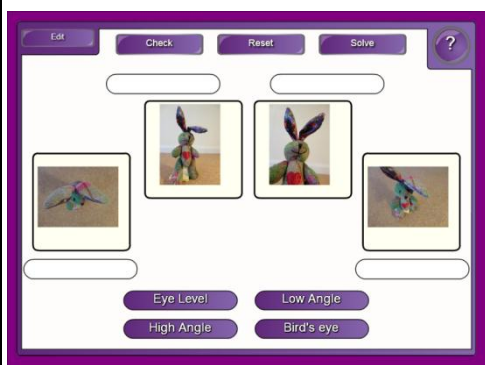 Edit
Check
Reset
Solve
?
Eye Level
Low Angle
High Angle
Bird's eye